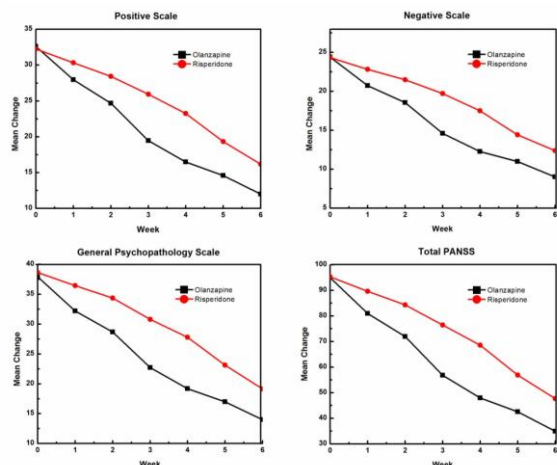 Positive Scale
35
30
25
20
15
10
Mean Change
Olanzapine
Risperidone
0 1 2 3 4 5 6
Week
Negative Scale
25
20
15
10
5
Mean Change
Olanzapine
Risperidone
0 1 2 3 4 5 6
Week
General Psychopathology Scale
40
35
30
25
20
15
10
Mean Change
Olanzapine
Risperidone
0 1 2 3 4 5 6
Week
Total PANSS
100
90
80
70
60
50
40
30
Mean Change
Olanzapine
Risperidone
0 1 2 3 4 5 6
Week